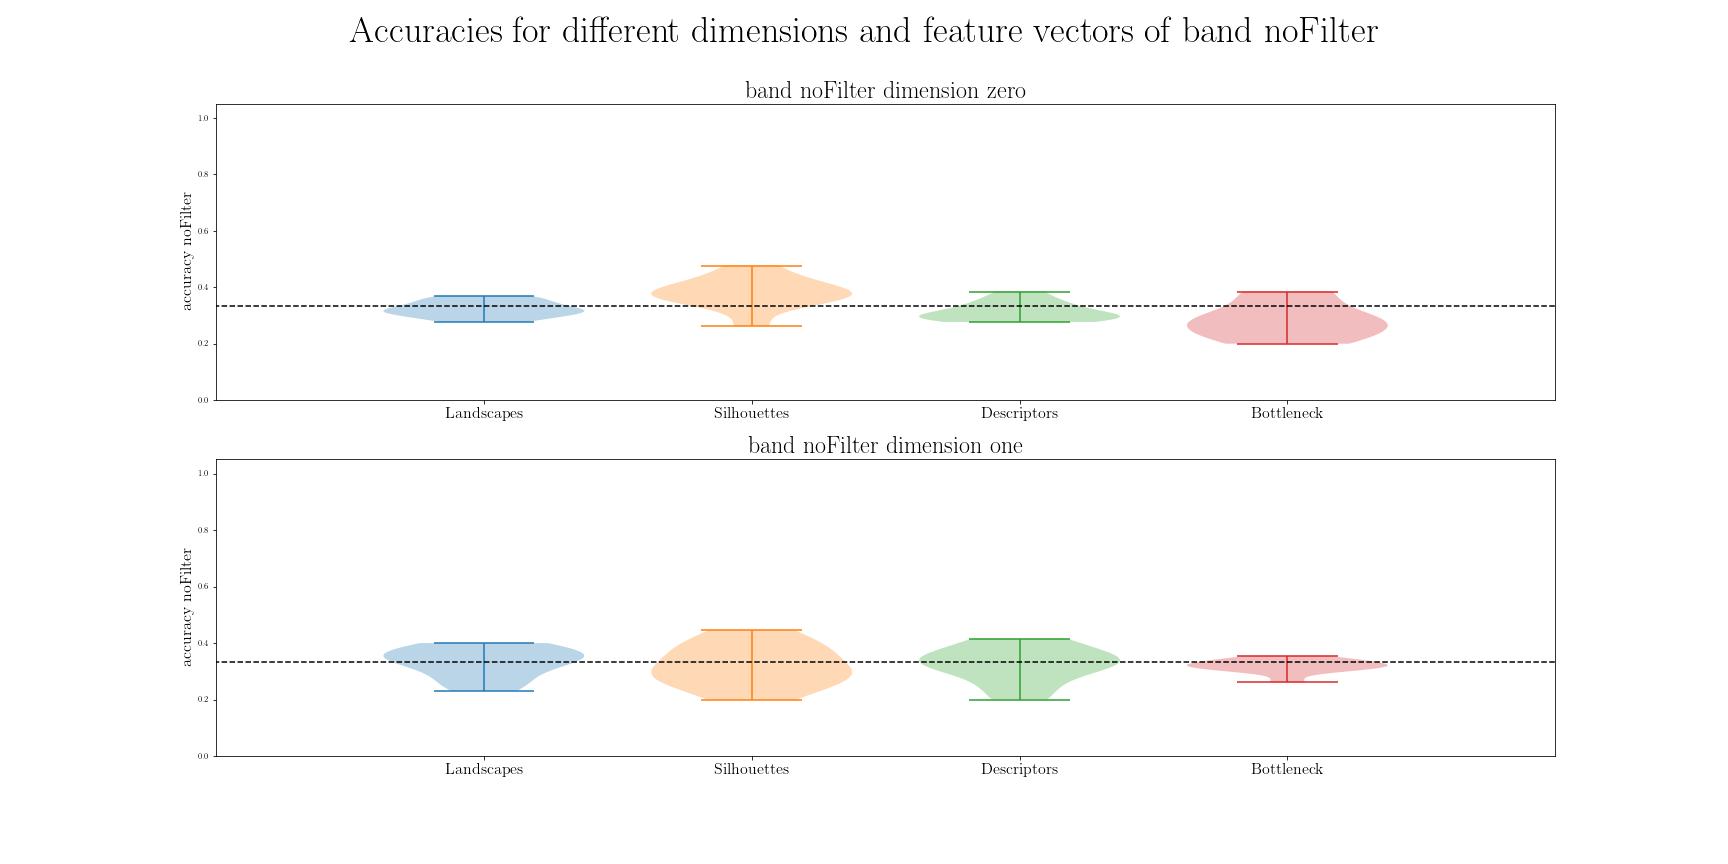 Accuracies for different dimensions and feature vectors of band noFilter
band noFilter dimension zero
accuracy noFilter
1.0
0.8
0.6
0.4
0.2
0.0
Landscapes Silhouettes Descriptors Bottleneck
band noFilter dimension one
accuracy noFilter
1.0
0.8
0.6
0.4
0.2
0.0
Landscapes Silhouettes Descriptors Bottleneck